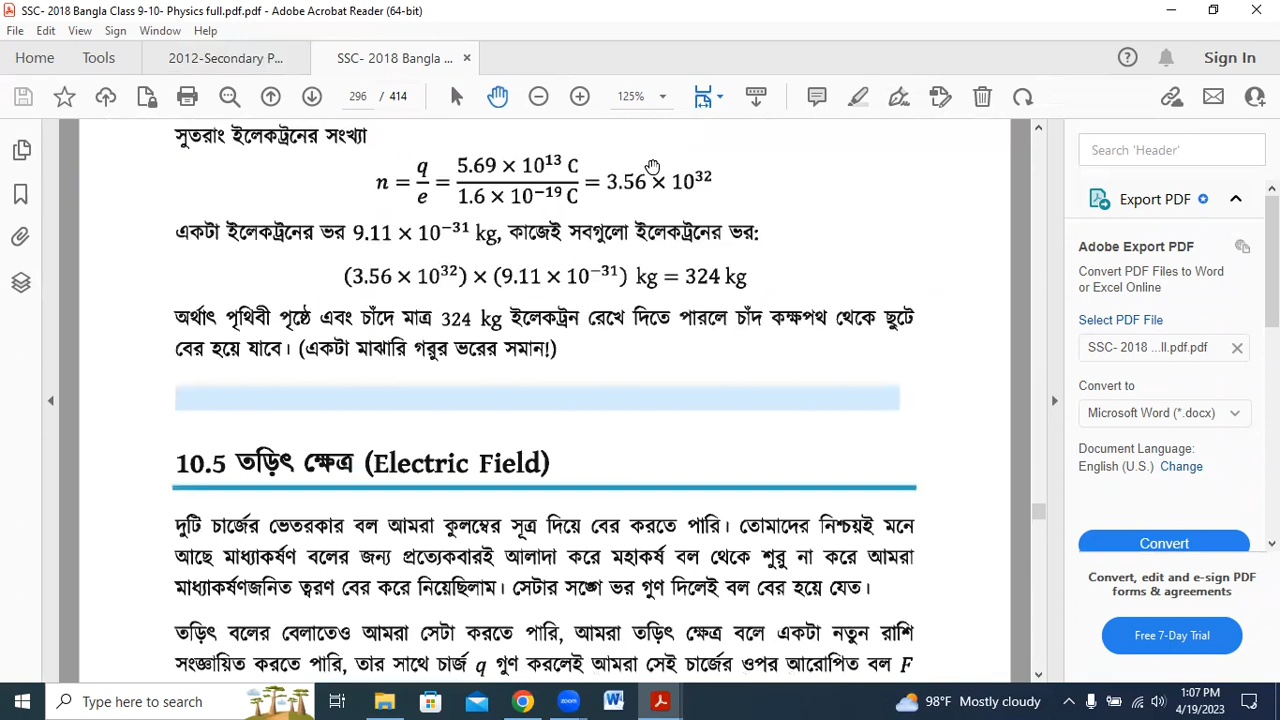 SSC- 2018 Bangla Class 9-10- Physics full.pdf.pdf - Adobe Acrobat Reader (64-bit)
File Edit View Sign Window Help
Home Tools 2012-Secondary P... SSC- 2018 Bangla ... × Sign In
296 / 414 125%
সুতরাং ইলেকট্রনের সংখ্যা
n = q/e = 5.69 × 10¹³ C / 1.6 × 10⁻¹⁹ C = 3.56 × 10³²
একটা ইলেকট্রনের ভর 9.11 × 10⁻³¹ kg, কাজেই সবগুলো ইলেকট্রনের ভর:
(3.56 × 10³²) × (9.11 × 10⁻³¹) kg = 324 kg
অর্থাৎ পৃথিবী পৃষ্ঠে এবং চাঁদে মাত্র 324 kg ইলেকট্রন রেখে দিতে পারলে চাঁদ কক্ষপথ থেকে ছুটে
বের হয়ে যাবে। (একটা মাঝারি গরুর ভরের সমান!)
10.5 তড়িৎ ক্ষেত্র (Electric Field)
দুটি চার্জের ভেতরকার বল আমরা কুলম্বের সূত্র দিয়ে বের করতে পারি। তোমাদের নিশ্চয়ই মনে
আছে মাধ্যাকর্ষণ বলের জন্য প্রত্যেকবারই আলাদা করে মহাকর্ষ বল থেকে শুরু না করে আমরা
মাধ্যাকর্ষণজনিত ত্বরণ বের করে নিয়েছিলাম। সেটার সঙ্গে ভর গুণ দিলেই বল বের হয়ে যেত।
তড়িৎ বলের বেলাতেও আমরা সেটা করতে পারি, আমরা তড়িৎ ক্ষেত্র বলে একটা নতুন রাশি
সংজ্ঞায়িত করতে পারি, তার সাথে চার্জ q গুণ করলেই আমরা সেই চার্জের ওপর আরোপিত বল F
Search 'Header'
Export PDF
Adobe Export PDF
Convert PDF Files to Word
or Excel Online
Select PDF File
SSC- 2018 ...ll.pdf.pdf ×
Convert to
Microsoft Word (*.docx)
Document Language:
English (U.S.) Change
Convert
Convert, edit and e-sign PDF
forms & agreements
Free 7-Day Trial
Type here to search
zoom
98°F Mostly cloudy
1:07 PM
4/19/2023